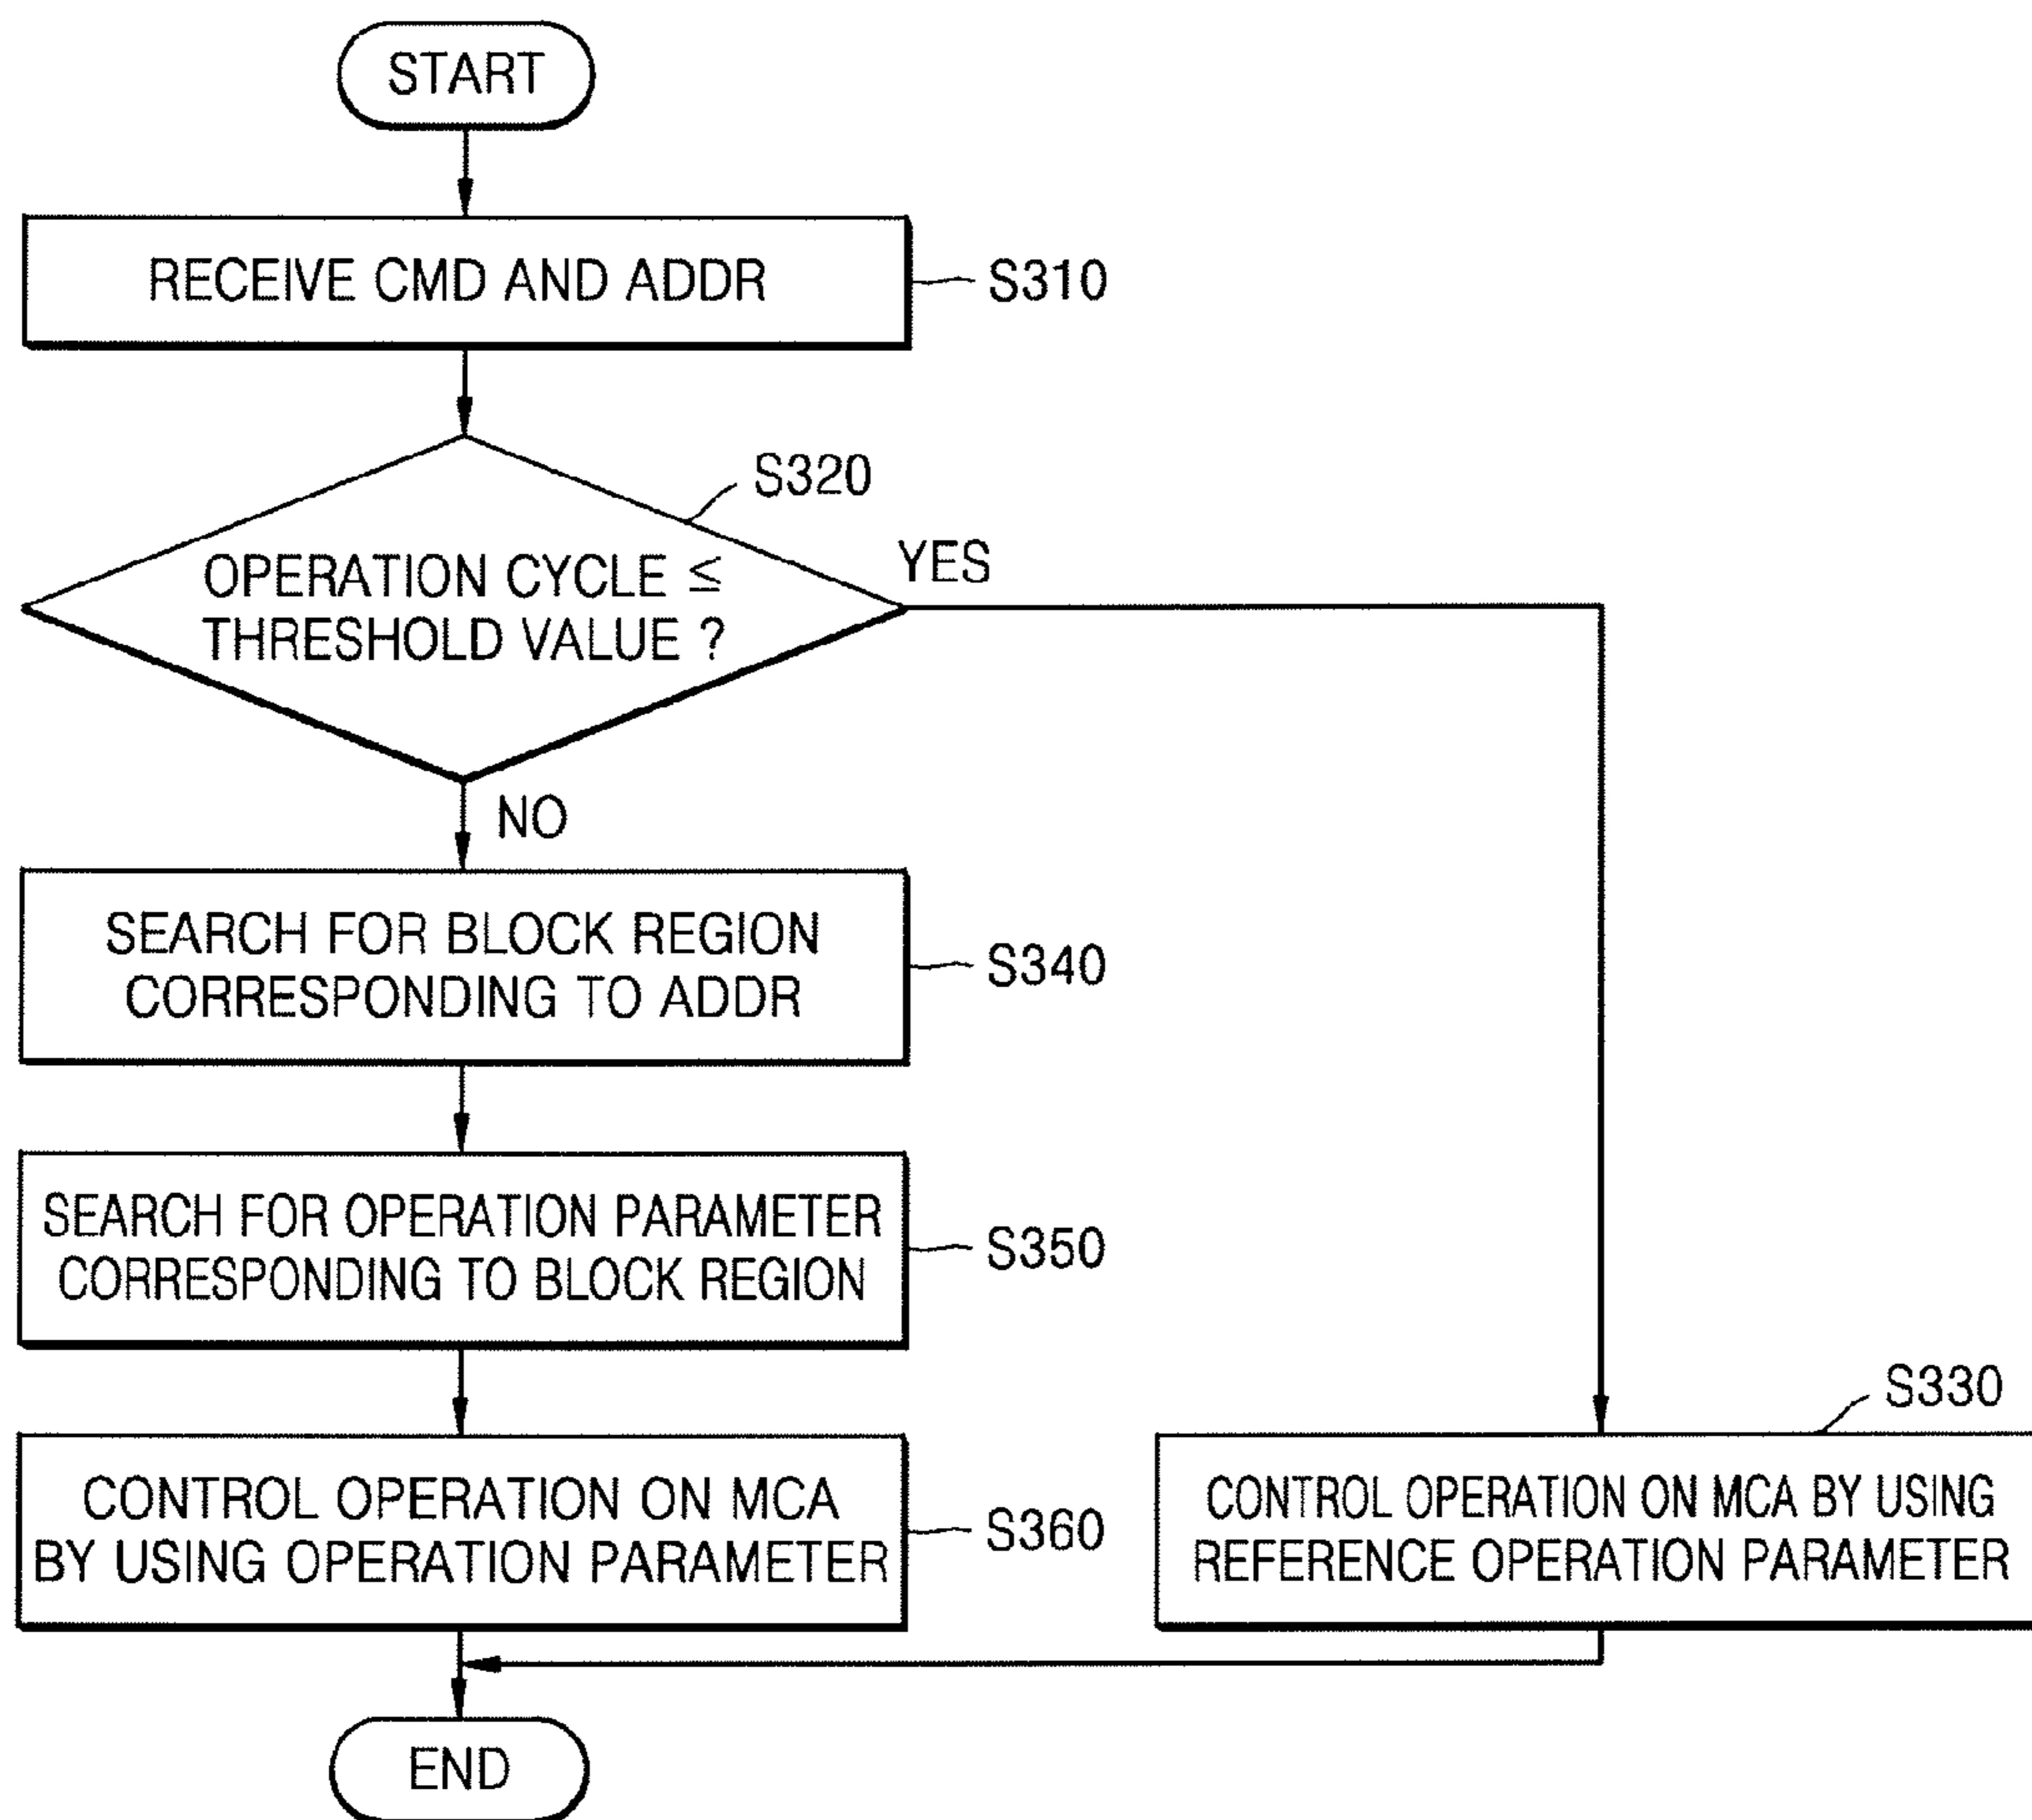 START
RECEIVE CMD AND ADDR
S310
S320
OPERATION CYCLE ≤
THRESHOLD VALUE ?
YES
NO
SEARCH FOR BLOCK REGION
CORRESPONDING TO ADDR
S340
SEARCH FOR OPERATION PARAMETER
CORRESPONDING TO BLOCK REGION
S350
CONTROL OPERATION ON MCA
BY USING OPERATION PARAMETER
S360
S330
CONTROL OPERATION ON MCA BY USING
REFERENCE OPERATION PARAMETER
END